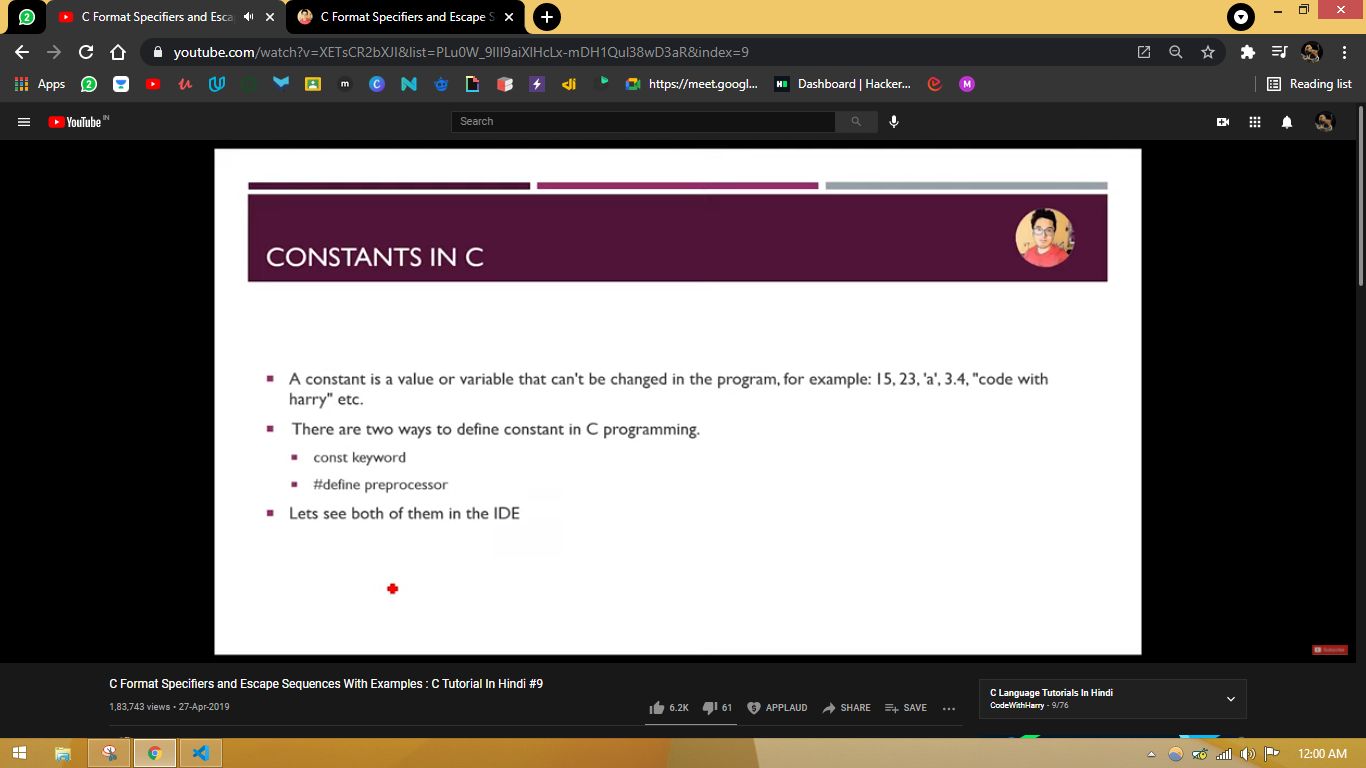 C Format Specifiers and Esca
C Format Specifiers and Escape S
youtube.com/watch?v=XETsCR2bXJI&list=PLu0W_9lII9aiXlHcLx-mDH1QuI38wD3aR&index=9
Apps
https://meet.googl...
Dashboard | Hacker...
Reading list
YouTube IN
Search
CONSTANTS IN C
A constant is a value or variable that can't be changed in the program, for example: 15, 23, 'a', 3.4, "code with
harry" etc.
There are two ways to define constant in C programming.
const keyword
#define preprocessor
Lets see both of them in the IDE
C Format Specifiers and Escape Sequences With Examples : C Tutorial In Hindi #9
1,83,743 views • 27-Apr-2019
6.2K
61
APPLAUD
SHARE
SAVE
C Language Tutorials In Hindi
CodeWithHarry - 9/76
12:00 AM